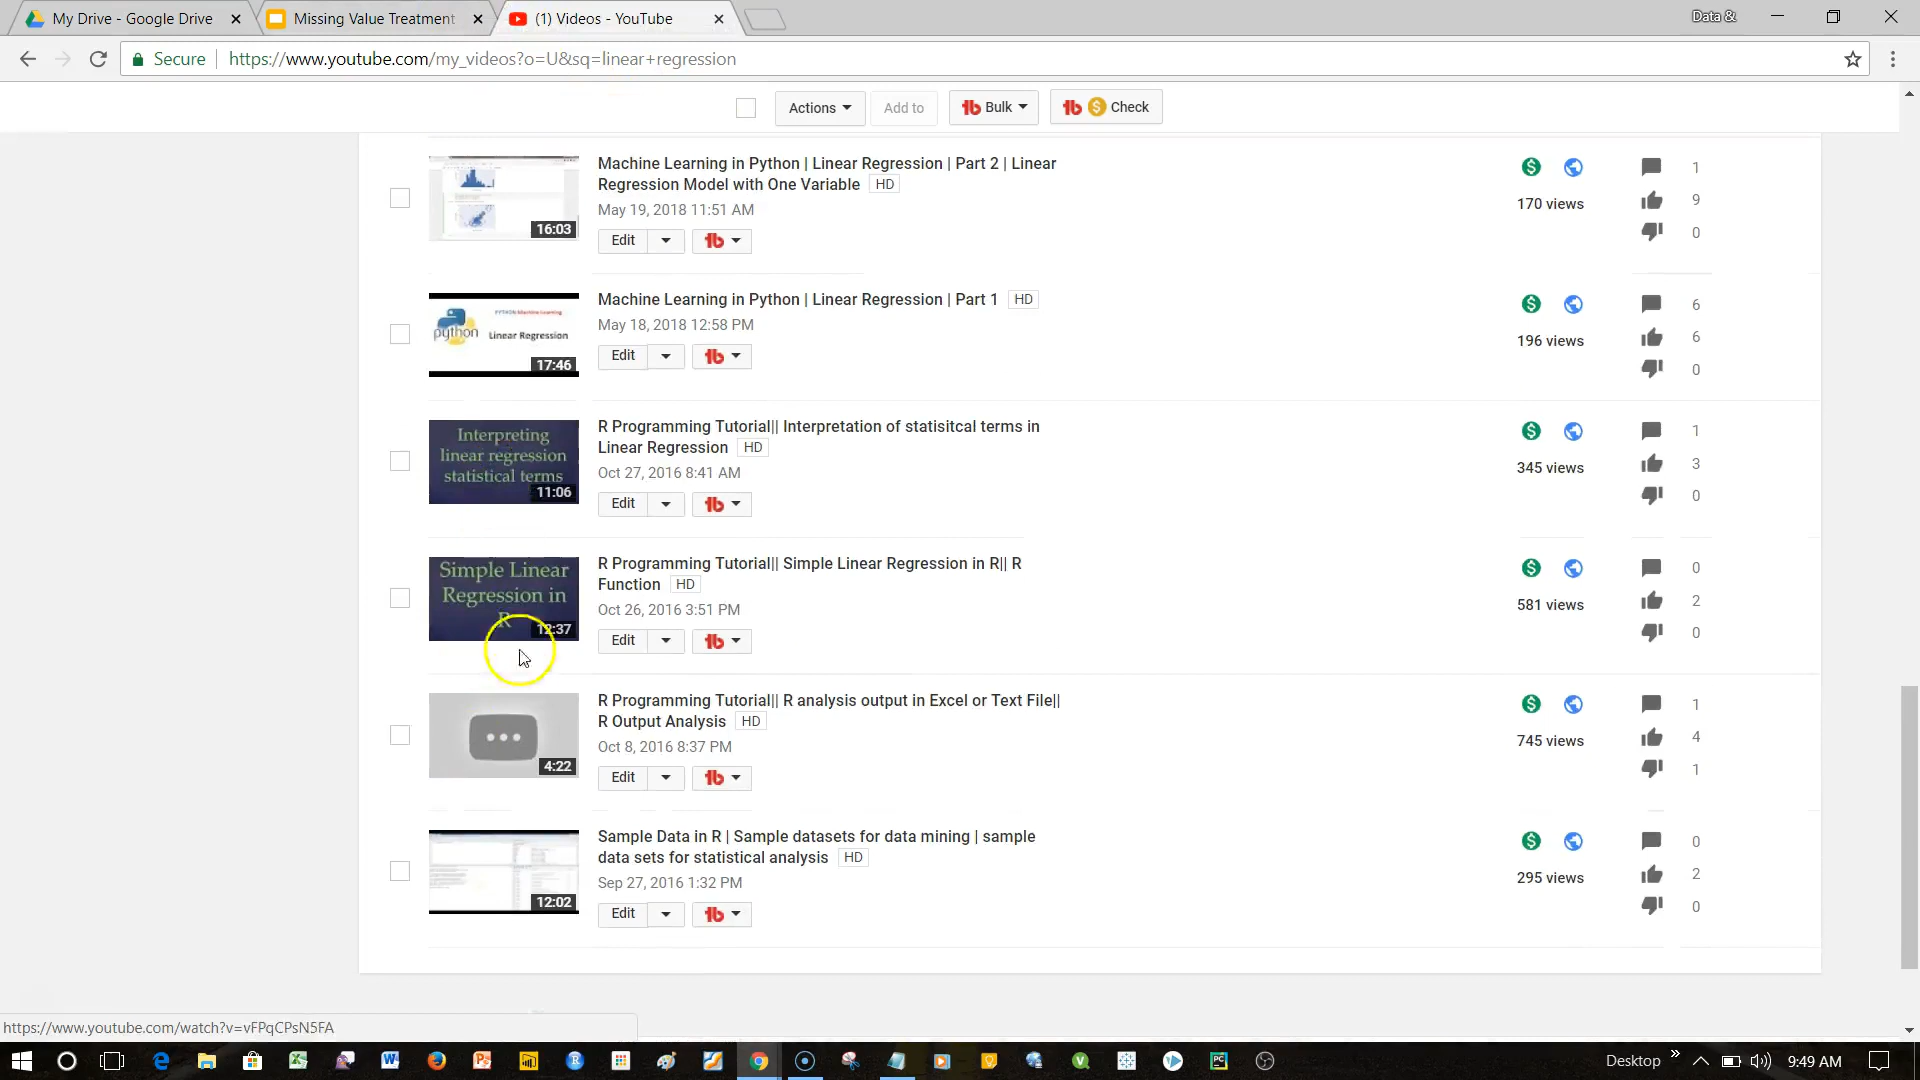 My Drive - Google Drive
Missing Value Treatment
(1) Videos - YouTube
Data &
Secure
https://www.youtube.com/my_videos?o=U&sq=linear+regression
Actions
Add to
Bulk
$ Check
16:03
Machine Learning in Python | Linear Regression | Part 2 | Linear
Regression Model with One Variable HD
May 19, 2018 11:51 AM
Edit
170 views
1
9
0
PYTHON Machine Learning
python
Linear Regression
17:46
Machine Learning in Python | Linear Regression | Part 1 HD
May 18, 2018 12:58 PM
Edit
196 views
6
6
0
Interpreting
linear regression
statistical terms
11:06
R Programming Tutorial|| Interpretation of statisitcal terms in
Linear Regression HD
Oct 27, 2016 8:41 AM
Edit
345 views
1
3
0
Simple Linear
Regression in
R
12:37
R Programming Tutorial|| Simple Linear Regression in R|| R
Function HD
Oct 26, 2016 3:51 PM
Edit
581 views
0
2
0
4:22
R Programming Tutorial|| R analysis output in Excel or Text File||
R Output Analysis HD
Oct 8, 2016 8:37 PM
Edit
745 views
1
4
1
12:02
Sample Data in R | Sample datasets for data mining | sample
data sets for statistical analysis HD
Sep 27, 2016 1:32 PM
Edit
295 views
0
2
0
https://www.youtube.com/watch?v=vFPqCPsN5FA
Desktop
9:49 AM